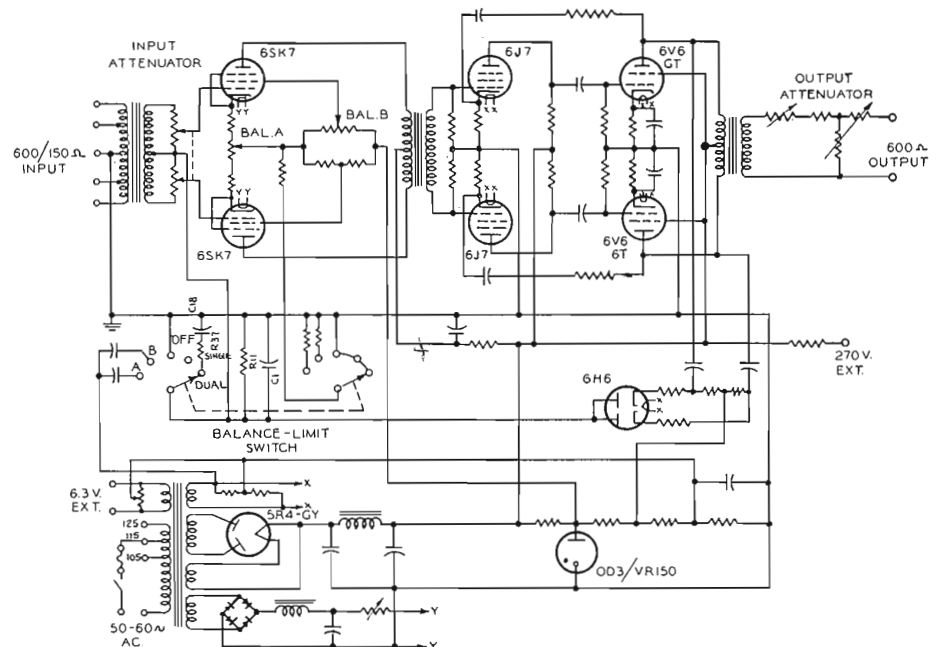 INPUT
ATTENUATOR
6SK7
6J7
6V6
GT
OUTPUT
ATTENUATOR
YY
XX
X
BAL. B
BAL. A
600/150 Ω
INPUT
600 Ω
OUTPUT
YY
XX
6SK7
6J7
6V6
6T
C18
OFF
R37
SINGLE
B
A
DUAL
R11
C1
270 V.
EXT.
6H6
X
X
BALANCE-LIMIT
SWITCH
6.3 V.
EXT.
X
X
5R4-GY
125
115
105
OD3/VR150
50-60~
AC.
Y
Y